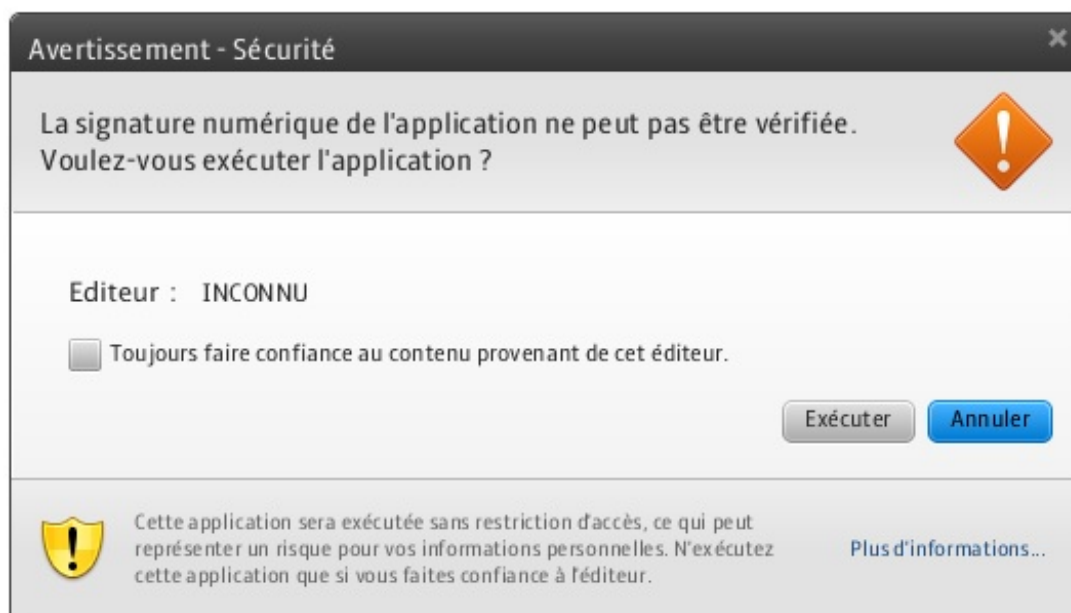 Avertissement - Sécurité
La signature numérique de l'application ne peut pas être vérifiée.
Voulez-vous exécuter l'application ?
Editeur : INCONNU
Toujours faire confiance au contenu provenant de cet éditeur.
Exécuter Annuler
Cette application sera exécutée sans restriction d'accès, ce qui peut
représenter un risque pour vos informations personnelles. N'exécutez
cette application que si vous faites confiance à l'éditeur.
Plus d'informations...